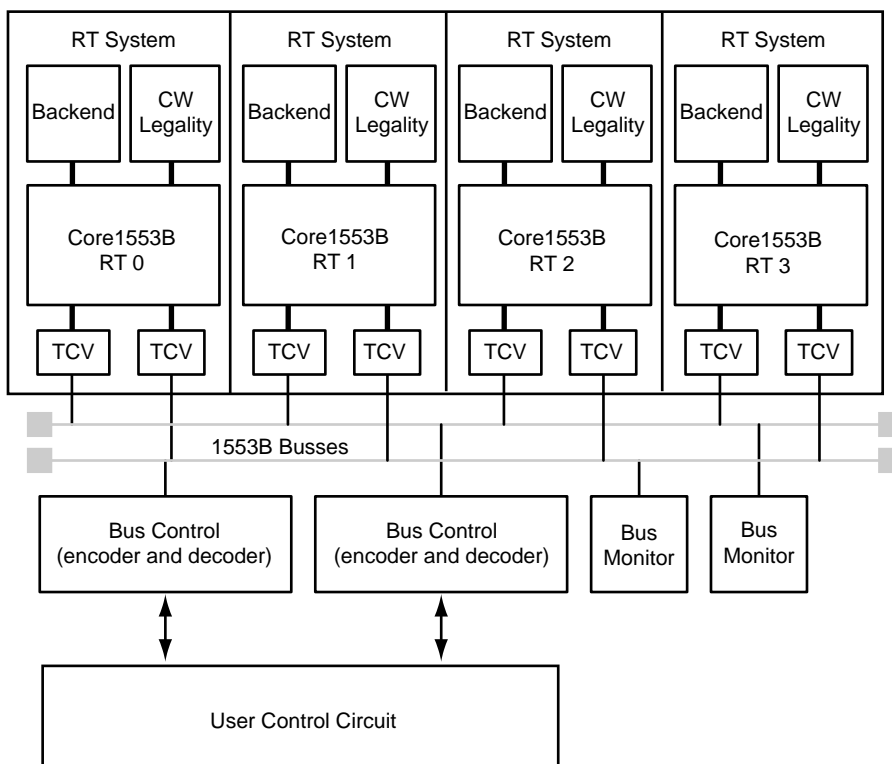 RT System
RT System
RT System
RT System
Backend
CW
Legality
Backend
CW
Legality
Backend
CW
Legality
Backend
CW
Legality
Core1553B
RT 0
Core1553B
RT 1
Core1553B
RT 2
Core1553B
RT 3
TCV
TCV
TCV
TCV
TCV
TCV
TCV
TCV
1553B Busses
Bus Control
(encoder and decoder)
Bus Control
(encoder and decoder)
Bus
Monitor
Bus
Monitor
User Control Circuit